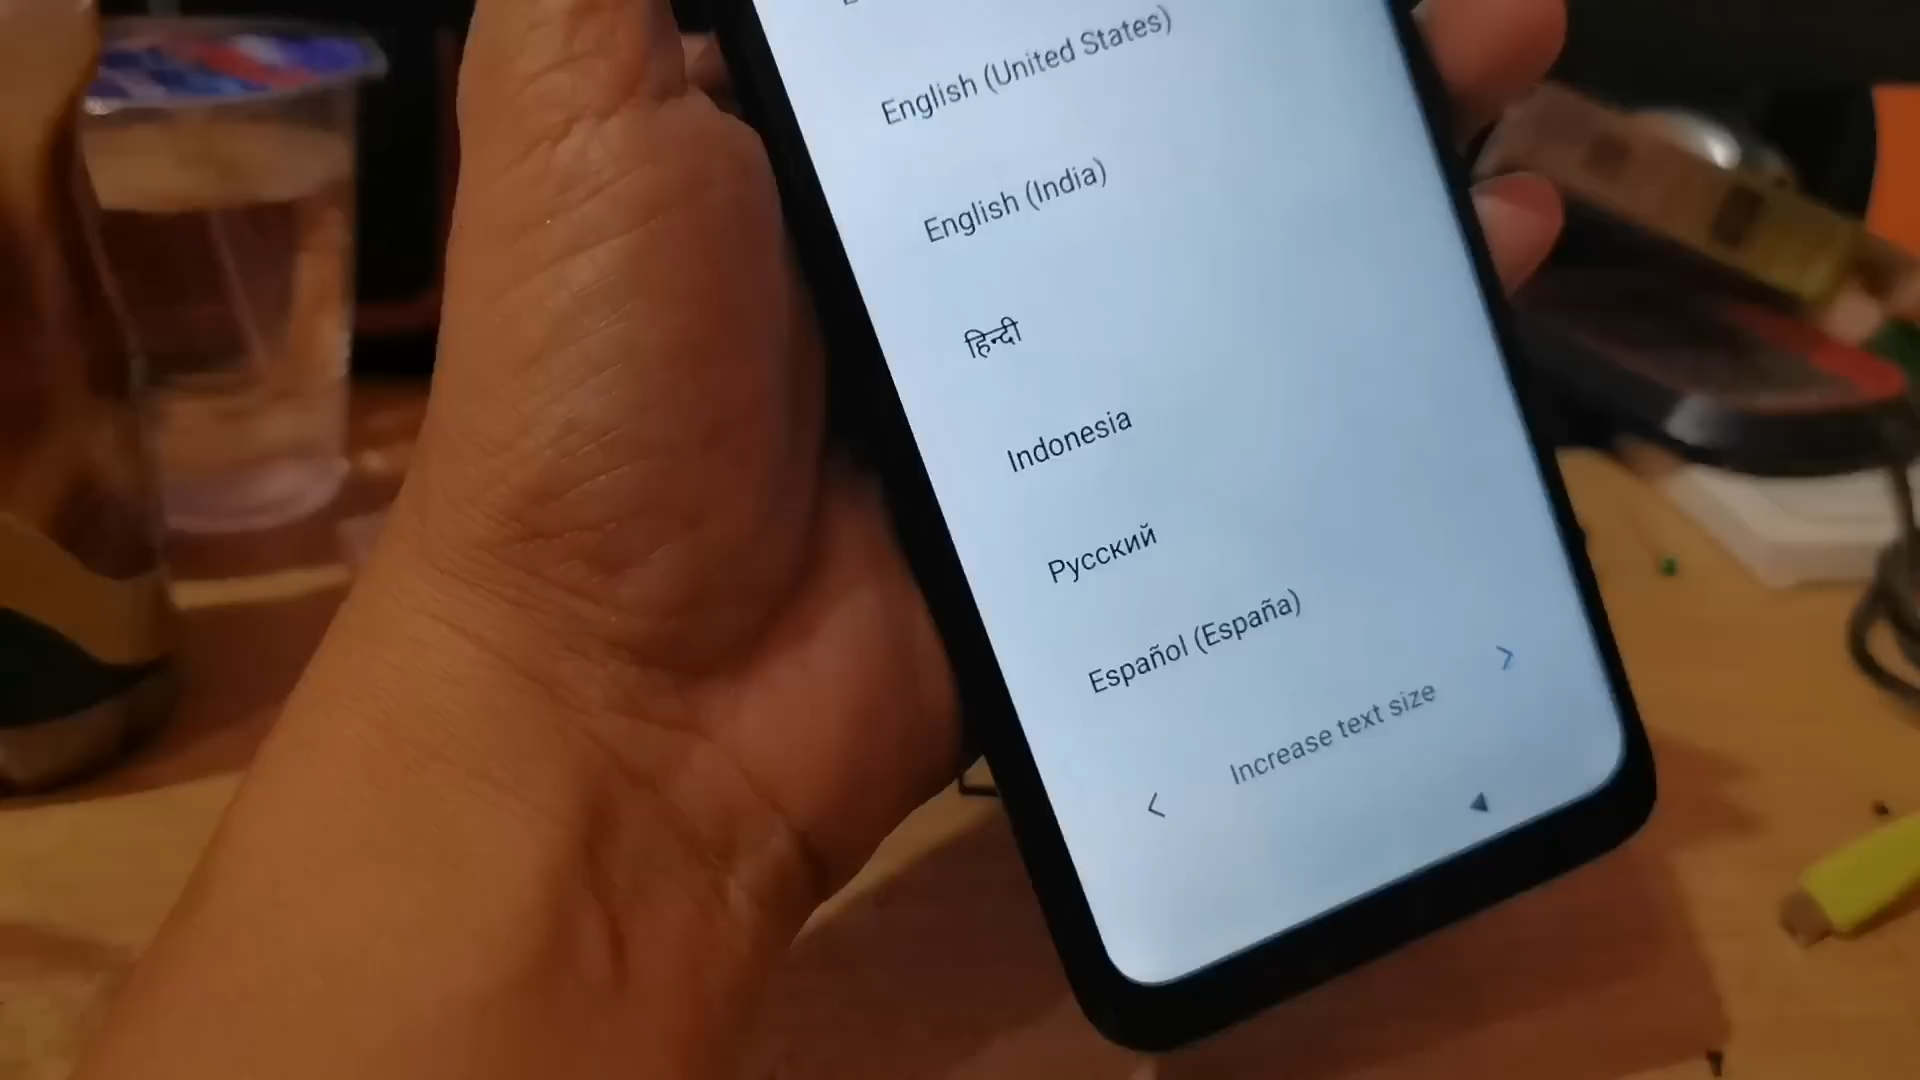 English (United States)
English (India)
हिन्दी
Indonesia
Русский
Español (España)
Increase text size